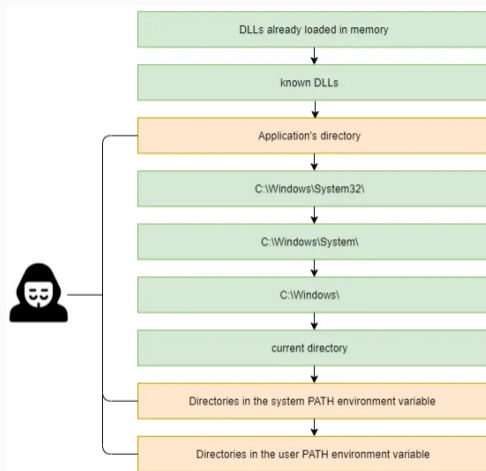 DLLs already loaded in memory
known DLLs
Application's directory
C:\Windows\System32\
C:\Windows\System\
C:\Windows\
current directory
Directories in the system PATH environment variable
Directories in the user PATH environment variable